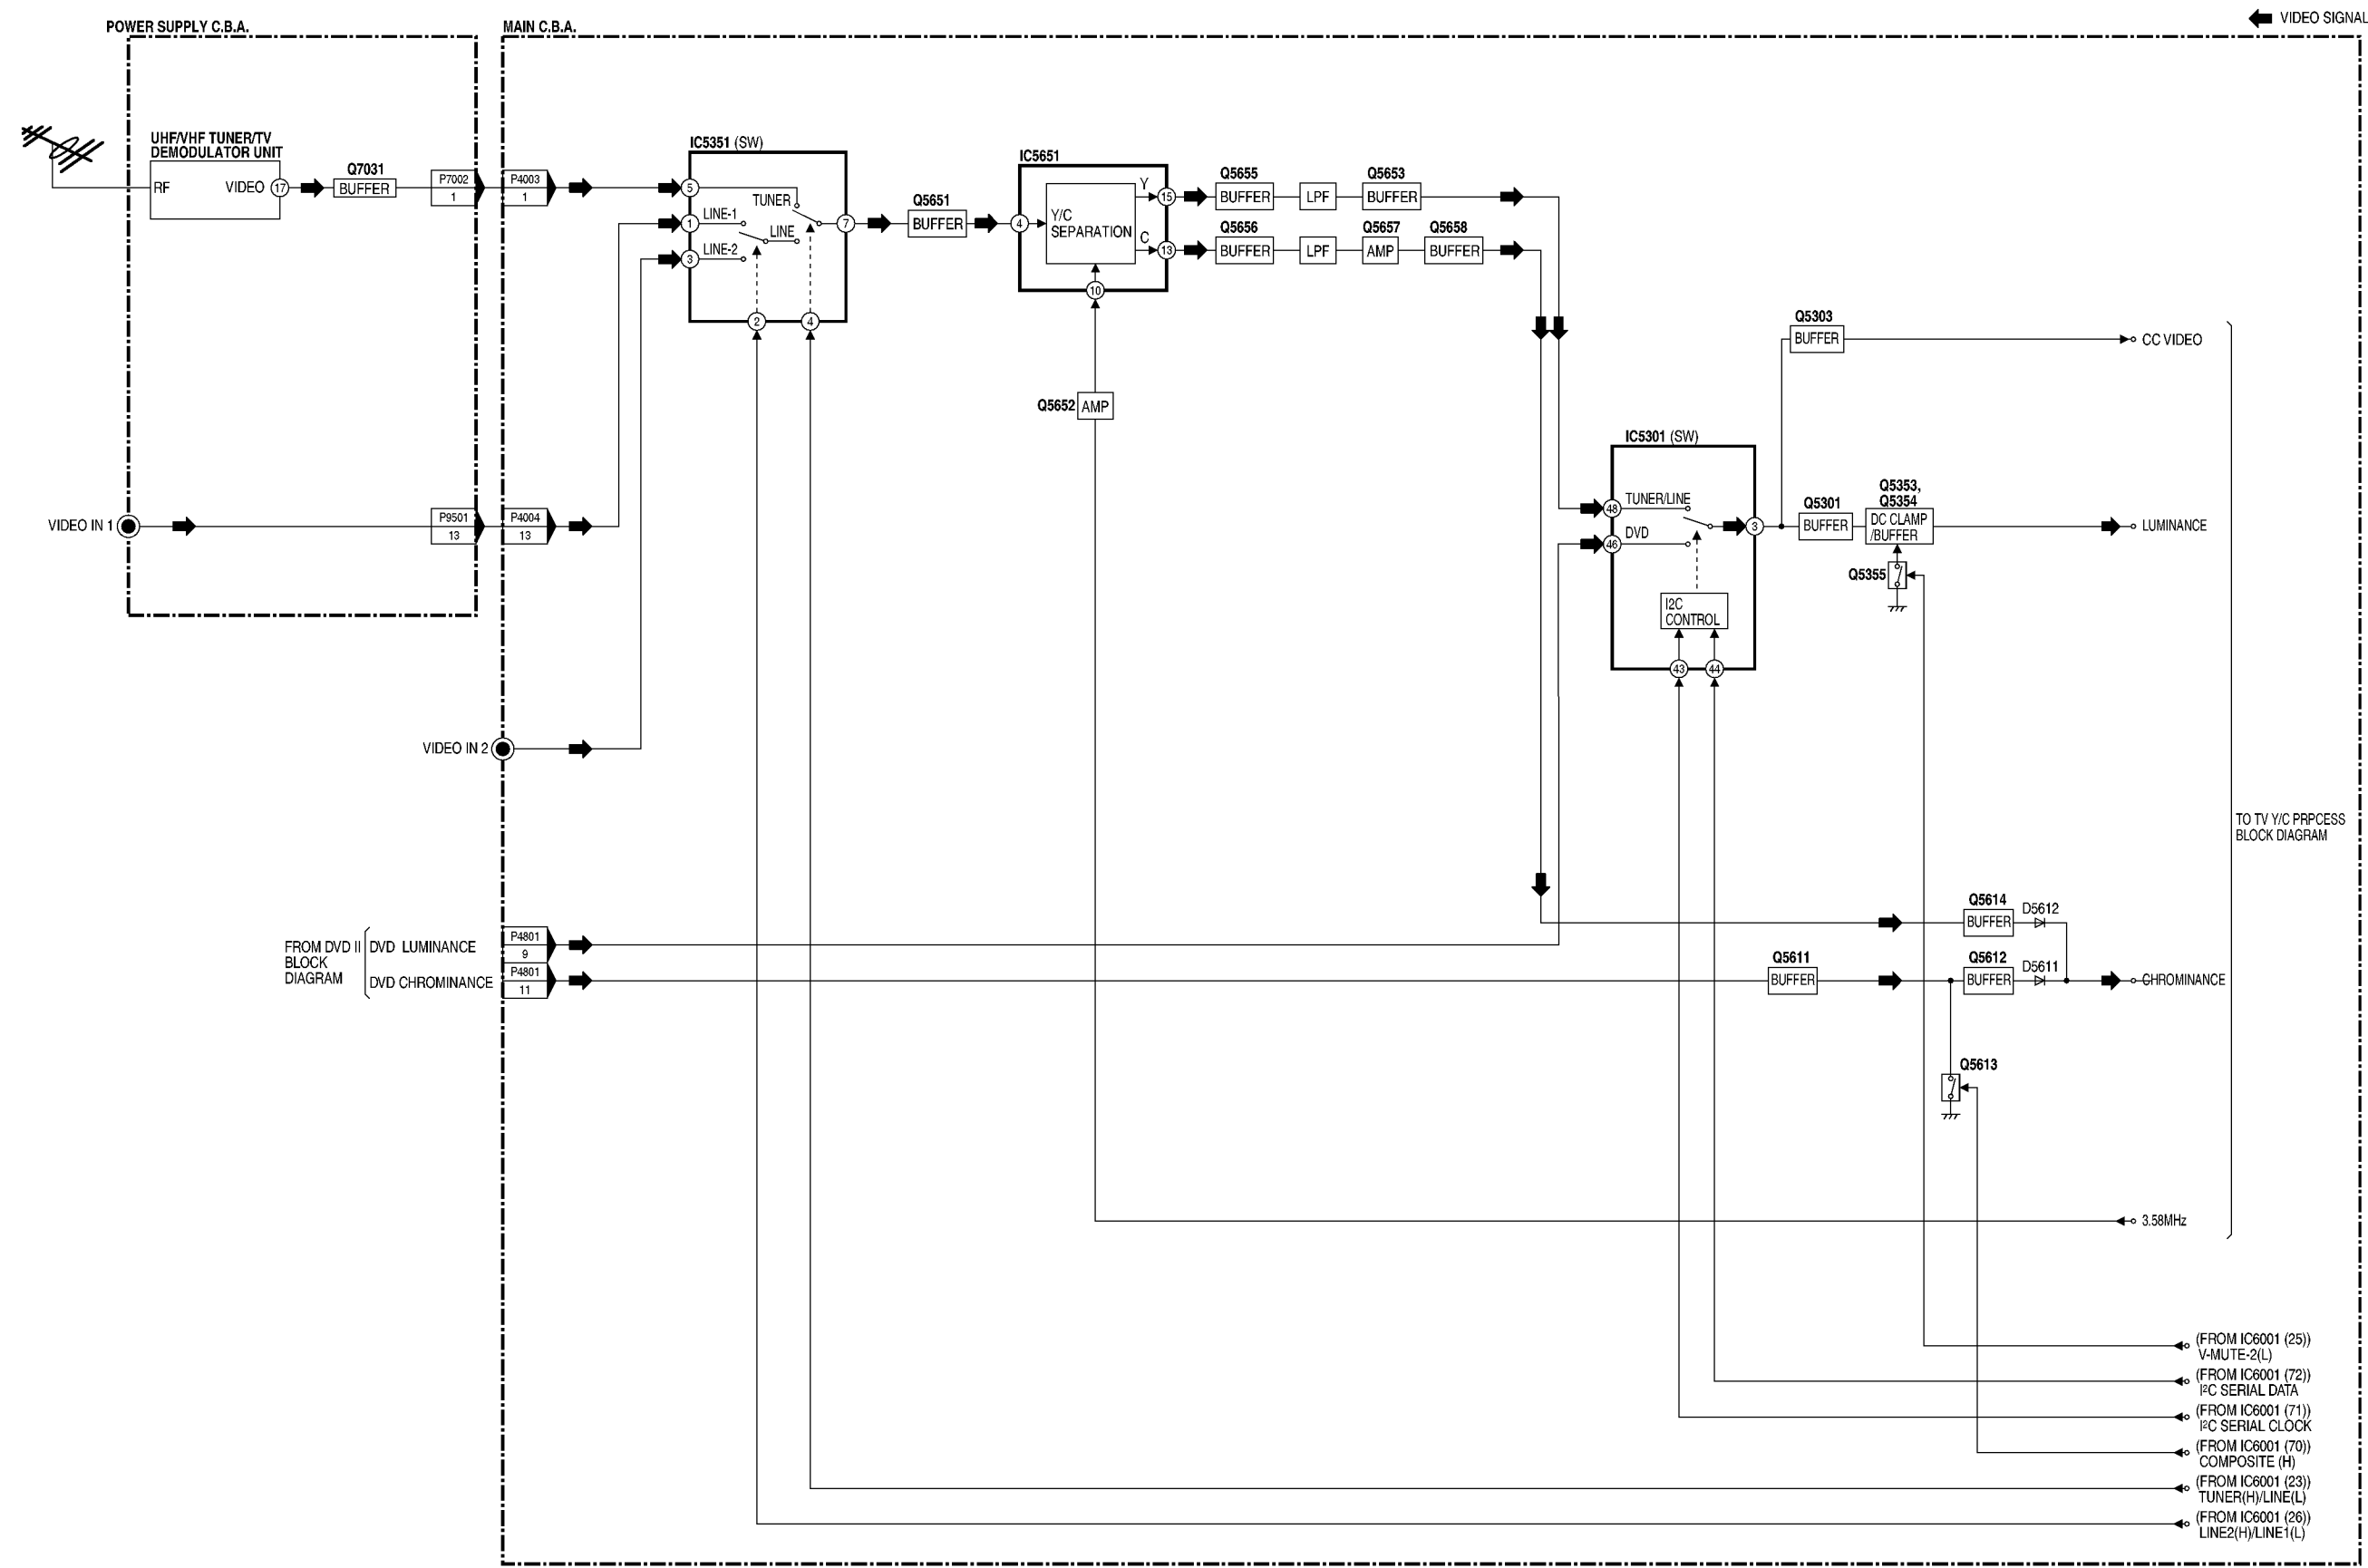 VIDEO SIGNAL
POWER SUPPLY C.B.A.
MAIN C.B.A.
UHF/VHF TUNER/TV
DEMODULATOR UNIT
RF
VIDEO 17
Q7031
BUFFER
P7002
1
P4003
1
IC5351 (SW)
5
TUNER
1
LINE-1
LINE
3
LINE-2
7
2
4
Q5651
BUFFER
IC5651
4
Y/C
SEPARATION
Y
15
C
13
10
Q5655
BUFFER
LPF
Q5653
BUFFER
Q5656
BUFFER
LPF
Q5657
AMP
Q5658
BUFFER
Q5652
AMP
Q5303
BUFFER
CC VIDEO
IC5301 (SW)
48
TUNER/LINE
46
DVD
3
I2C
CONTROL
43
44
Q5301
BUFFER
Q5353,
Q5354
DC CLAMP
/BUFFER
LUMINANCE
Q5355
VIDEO IN 1
P9501
13
P4004
13
VIDEO IN 2
TO TV Y/C PRPCESS
BLOCK DIAGRAM
FROM DVD II
BLOCK
DIAGRAM
DVD LUMINANCE
DVD CHROMINANCE
P4801
9
P4801
11
Q5614
BUFFER
D5612
Q5611
BUFFER
Q5612
BUFFER
D5611
CHROMINANCE
Q5613
3.58MHz
(FROM IC6001 (25))
V-MUTE-2(L)
(FROM IC6001 (72))
I²C SERIAL DATA
(FROM IC6001 (71))
I²C SERIAL CLOCK
(FROM IC6001 (70))
COMPOSITE (H)
(FROM IC6001 (23))
TUNER(H)/LINE(L)
(FROM IC6001 (26))
LINE2(H)/LINE1(L)